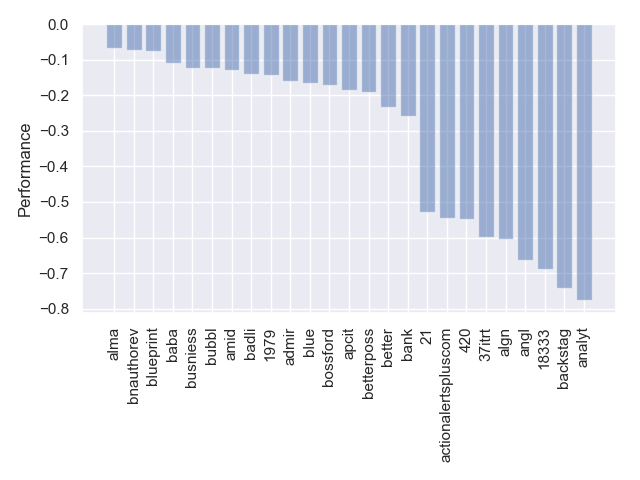 0.0
−0.1
−0.2
−0.3
−0.4
−0.5
−0.6
−0.7
−0.8
Performance
alma
bnauthorev
blueprint
baba
busniess
bubbl
amid
badli
1979
admir
blue
bossford
apcit
betterposs
better
bank
21
actionalertspluscom
420
37itrt
algn
angl
18333
backstag
analyt